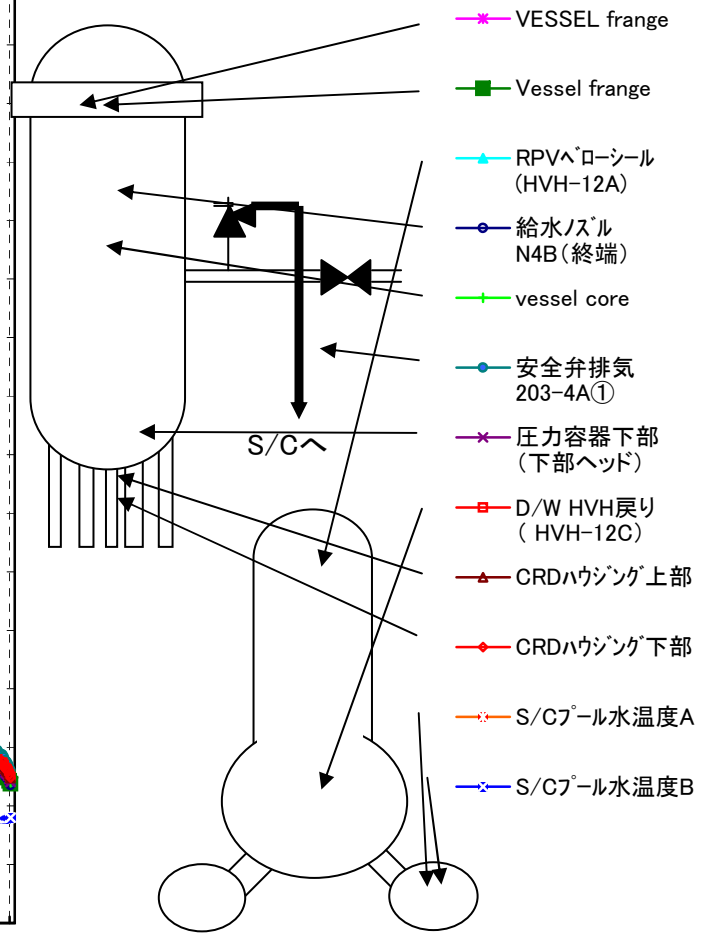 VESSEL frange
Vessel frange
RPVﾍﾞﾛｰｼｰﾙ
(HVH-12A)
給水ﾉｽﾞﾙ
N4B(終端)
vessel core
安全弁排気
203-4A①
圧力容器下部
(下部ヘッド)
D/W HVH戻り
( HVH-12C)
CRDﾊｳｼﾞﾝｸﾞ上部
CRDﾊｳｼﾞﾝｸﾞ下部
S/Cﾌﾟｰﾙ水温度A
S/Cﾌﾟｰﾙ水温度B
S/Cへ